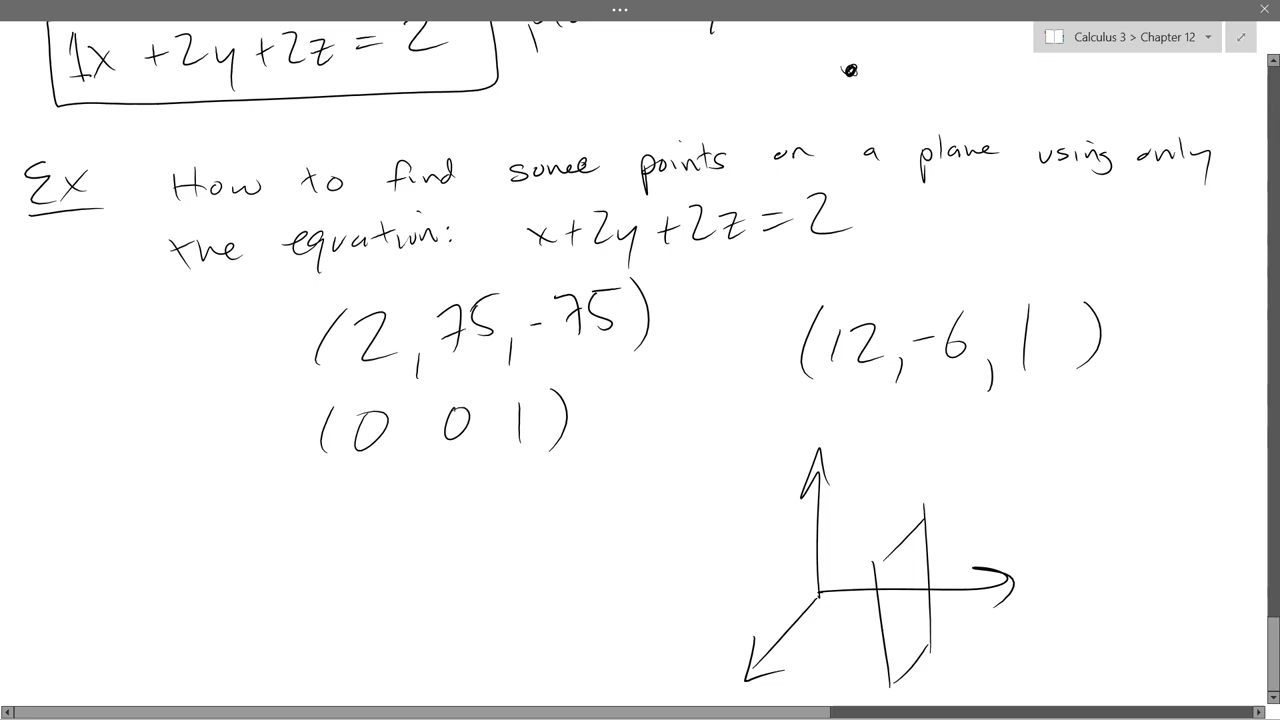 Calculus 3 > Chapter 12
1x + 2y + 2z = 2
Ex How to find some points on a plane using only
the equation: x + 2y + 2z = 2
(2, 75, -75) (12, -6, 1)
(0 0 1)